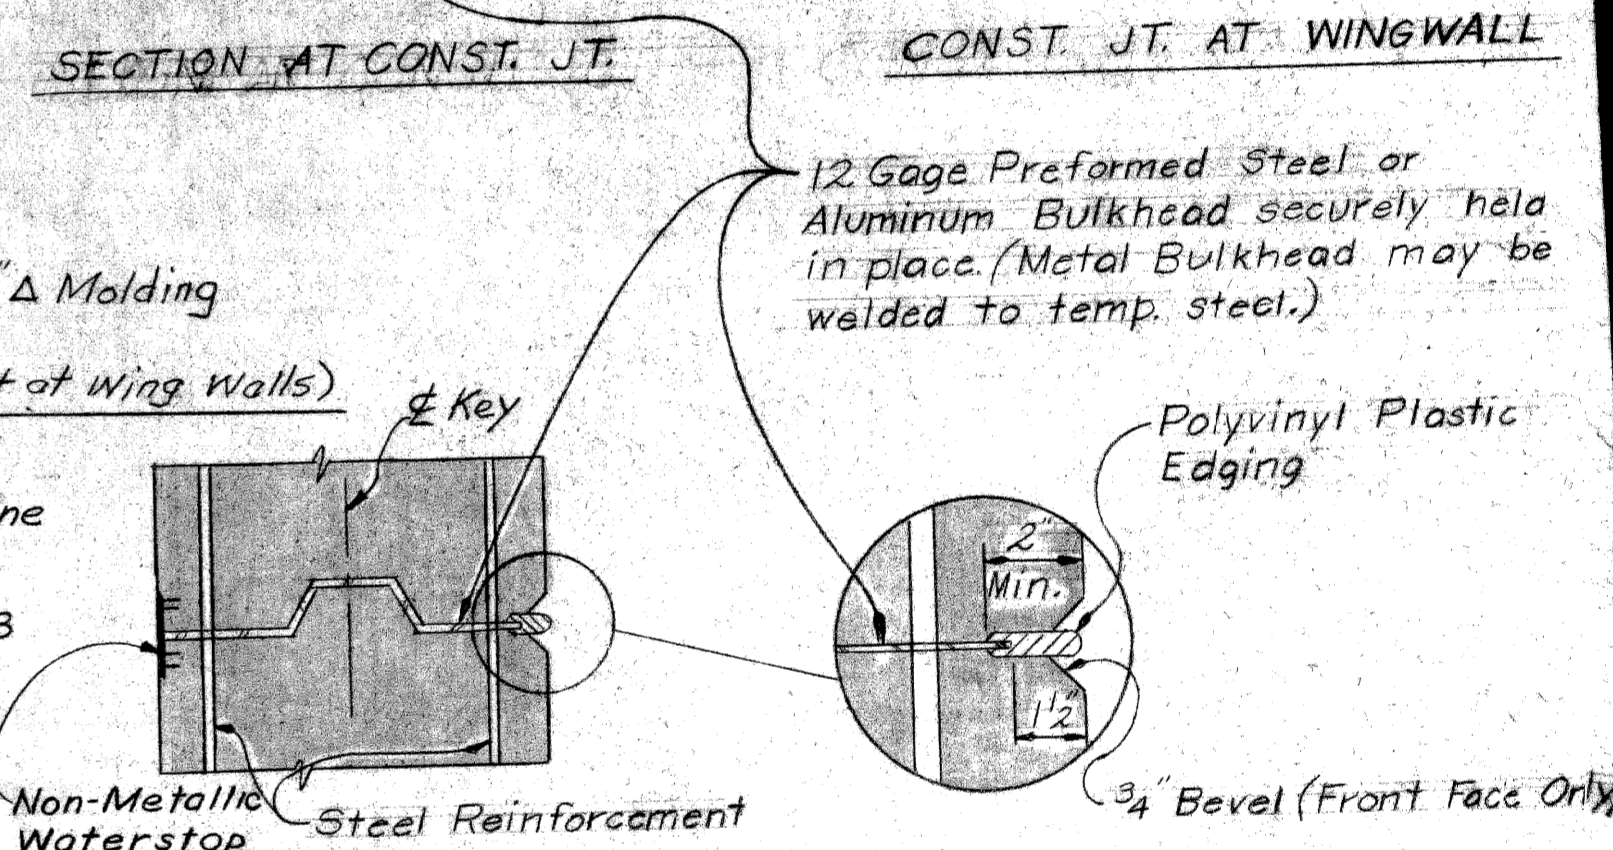 SECTION AT CONST. JT.
CONST. JT. AT WINGWALL
12 Gage Preformed Steel or
Aluminum Bulkhead securely held
in place. (Metal Bulkhead may be
welded to temp. steel.)
" Δ Molding
at Wing Walls)
℄ Key
Polyvinyl Plastic
Edging
ne
2"
Min.
3
1½"
¾" Bevel (Front Face Only
Non-Metallic
Waterstop
Steel Reinforcement